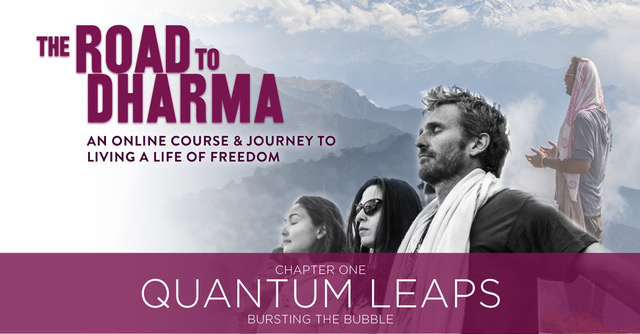 THE ROAD TO
DHARMA
AN ONLINE COURSE & JOURNEY TO
LIVING A LIFE OF FREEDOM
CHAPTER ONE
QUANTUM LEAPS
BURSTING THE BUBBLE